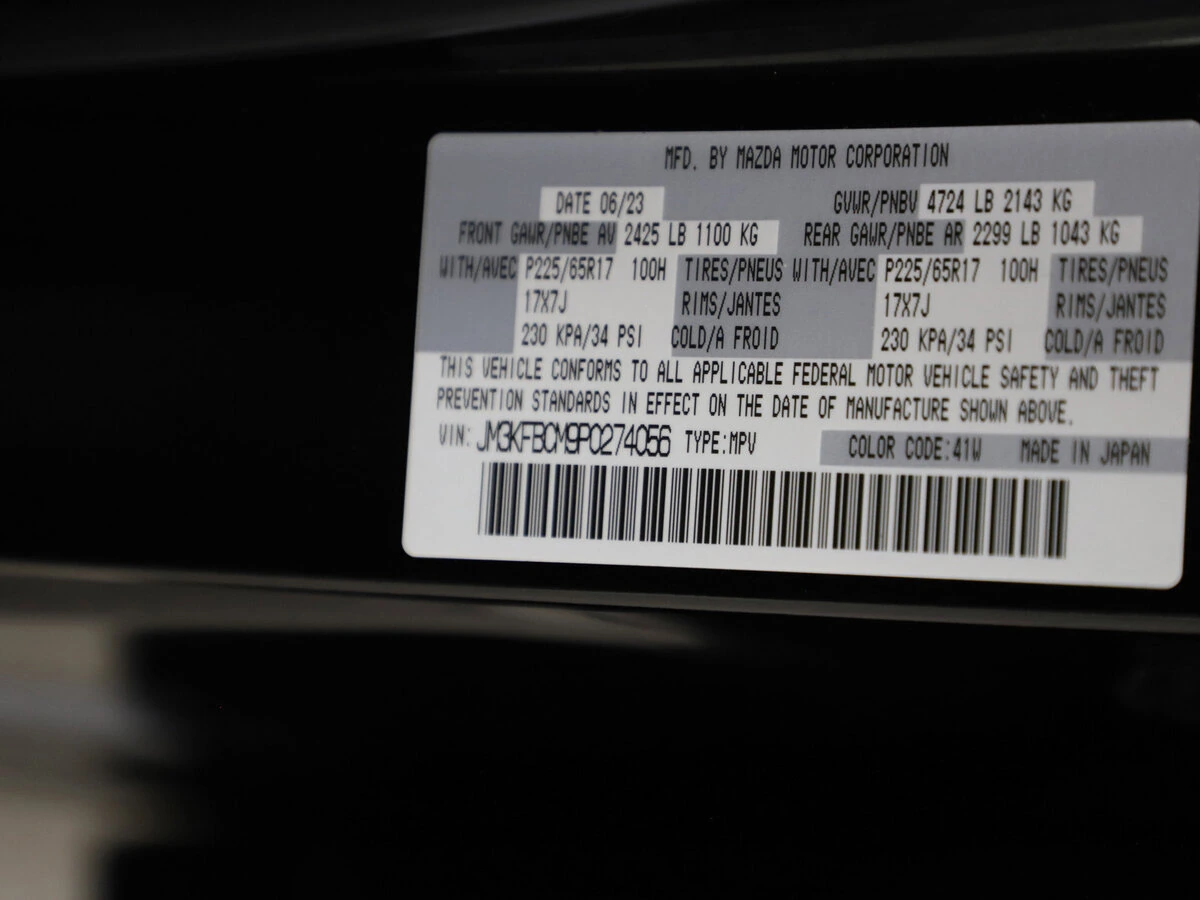 MFD. BY MAZDA MOTOR CORPORATION
DATE 06/23 GVWR/PNBV 4724 LB 2143 KG
FRONT GAWR/PNBE AV 2425 LB 1100 KG REAR GAWR/PNBE AR 2299 LB 1043 KG
WITH/AVEC P225/65R17 100H TIRES/PNEUS WITH/AVEC P225/65R17 100H TIRES/PNEUS
17X7J RIMS/JANTES 17X7J RIMS/JANTES
230 KPA/34 PSI COLD/A FROID 230 KPA/34 PSI COLD/A FROID
THIS VEHICLE CONFORMS TO ALL APPLICABLE FEDERAL MOTOR VEHICLE SAFETY AND THEFT
PREVENTION STANDARDS IN EFFECT ON THE DATE OF MANUFACTURE SHOWN ABOVE.
VIN: JM3KFBCM9P0274056 TYPE:MPV COLOR CODE:41W MADE IN JAPAN